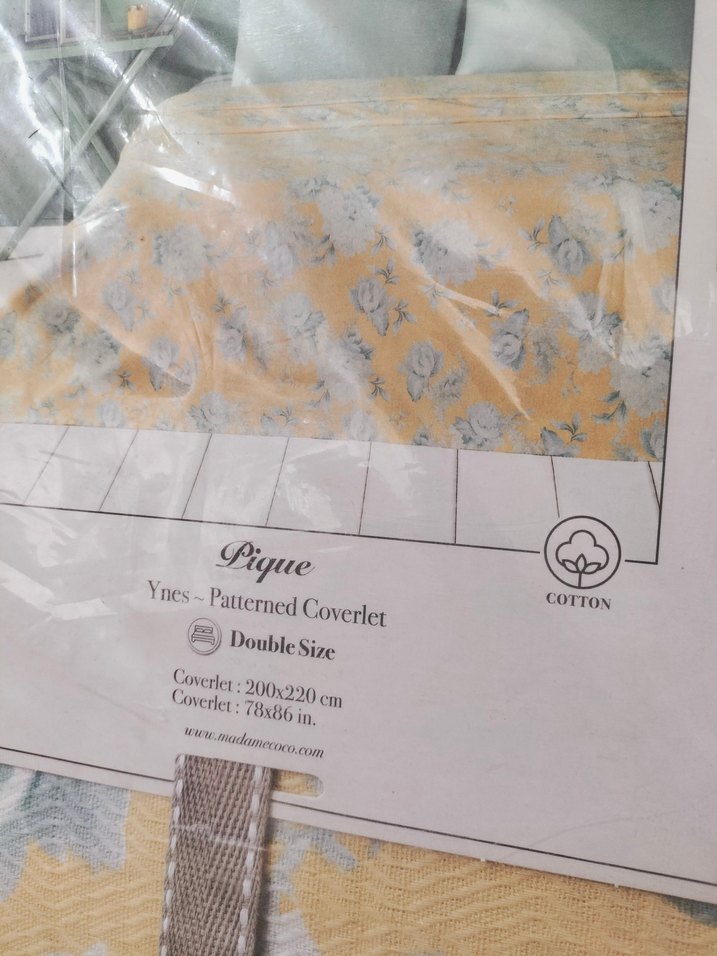 Pique
Ynes ~ Patterned Coverlet
Double Size
Coverlet : 200x220 cm
Coverlet : 78x86 in.
www.madamecoco.com
COTTON